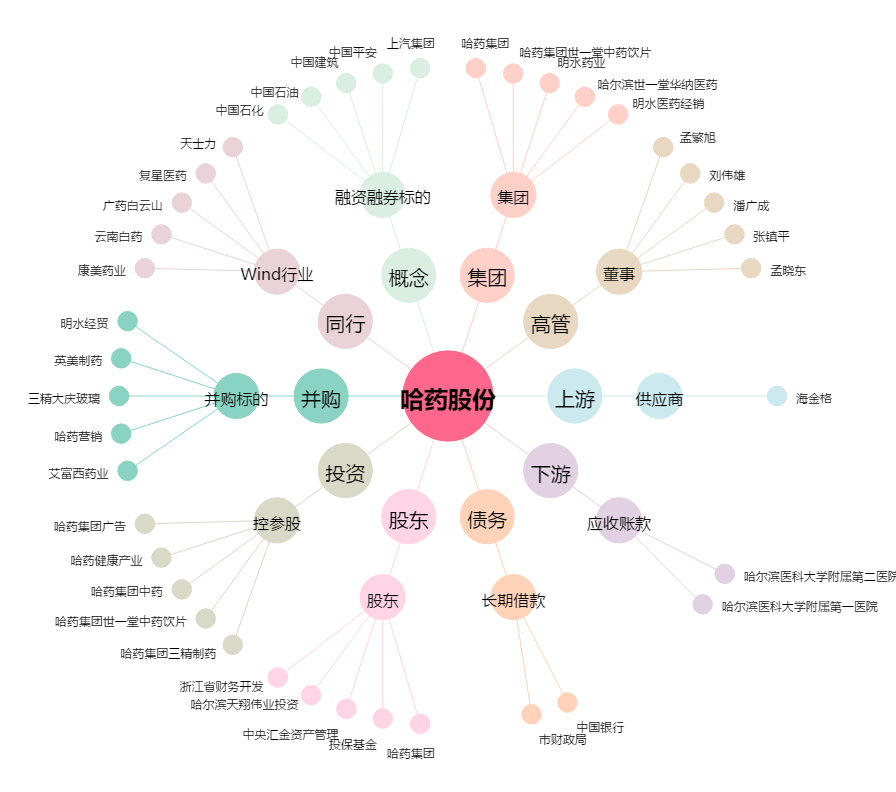 上汽集团
中国平安
中国建筑
中国石油
中国石化
融资融券标的
概念
哈药集团
哈药集团世一堂中药饮片
明水药业
哈尔滨世一堂华纳医药
明水医药经销
集团
集团
孟繁旭
刘伟雄
潘广成
张镇平
孟晓东
董事
高管
天士力
复星医药
广药白云山
云南白药
康美药业
Wind行业
同行
哈药股份
上游
供应商
海金格
明水经贸
英美制药
三精大庆玻璃
哈药营销
艾富西药业
并购标的
并购
下游
应收账款
哈尔滨医科大学附属第二医院
哈尔滨医科大学附属第一医院
投资
控参股
哈药集团广告
哈药健康产业
哈药集团中药
哈药集团世一堂中药饮片
哈药集团三精制药
股东
股东
浙江省财务开发
哈尔滨天翔伟业投资
中央汇金资产管理
投保基金
哈药集团
债务
长期借款
中国银行
市财政局